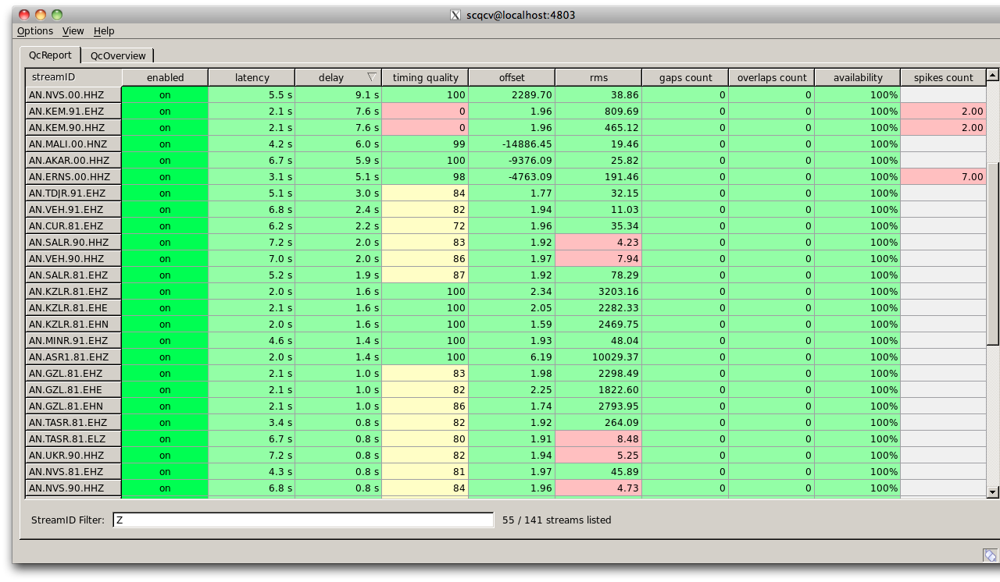 scqcv@localhost:4803
Options View Help
QcReport QcOverview
streamID enabled latency delay timing quality offset rms gaps count overlaps count availability spikes count
AN.NVS.00.HHZ on 5.5 s 9.1 s 100 2289.70 38.86 0 0 100%
AN.KEM.91.EHZ on 2.1 s 7.6 s 0 1.96 809.69 0 0 100% 2.00
AN.KEM.90.HHZ on 2.1 s 7.6 s 0 1.96 465.12 0 0 100% 2.00
AN.MALI.00.HNZ on 4.2 s 6.0 s 99 -14886.45 19.46 0 0 100%
AN.AKAR.00.HHZ on 6.7 s 5.9 s 100 -9376.09 25.82 0 0 100%
AN.ERNS.00.HHZ on 3.1 s 5.1 s 98 -4763.09 191.46 0 0 100% 7.00
AN.TDJR.91.EHZ on 5.1 s 3.0 s 84 1.77 32.15 0 0 100%
AN.VEH.91.EHZ on 6.8 s 2.4 s 82 1.94 11.03 0 0 100%
AN.CUR.81.EHZ on 6.2 s 2.2 s 72 1.96 35.34 0 0 100%
AN.SALR.90.HHZ on 7.2 s 2.0 s 83 1.92 4.23 0 0 100%
AN.VEH.90.HHZ on 7.0 s 2.0 s 86 1.97 7.94 0 0 100%
AN.SALR.81.EHZ on 5.2 s 1.9 s 87 1.92 78.29 0 0 100%
AN.KZLR.81.EHZ on 2.0 s 1.6 s 100 2.34 3203.16 0 0 100%
AN.KZLR.81.EHE on 2.1 s 1.6 s 100 2.05 2282.33 0 0 100%
AN.KZLR.81.EHN on 2.0 s 1.6 s 100 1.59 2469.75 0 0 100%
AN.MINR.91.EHZ on 4.6 s 1.4 s 100 1.93 48.04 0 0 100%
AN.ASR1.81.EHZ on 2.0 s 1.4 s 100 6.19 10029.37 0 0 100%
AN.GZL.81.EHZ on 2.1 s 1.0 s 83 1.98 2298.49 0 0 100%
AN.GZL.81.EHE on 2.1 s 1.0 s 82 2.25 1822.60 0 0 100%
AN.GZL.81.EHN on 2.1 s 1.0 s 86 1.74 2793.95 0 0 100%
AN.TASR.81.EHZ on 3.4 s 0.8 s 82 1.92 264.09 0 0 100%
AN.TASR.81.ELZ on 6.7 s 0.8 s 80 1.91 8.48 0 0 100%
AN.UKR.90.HHZ on 7.2 s 0.8 s 82 1.94 5.25 0 0 100%
AN.NVS.81.EHZ on 4.3 s 0.8 s 81 1.97 45.89 0 0 100%
AN.NVS.90.HHZ on 6.8 s 0.8 s 84 1.96 4.73 0 0 100%
StreamID Filter: Z 55 / 141 streams listed